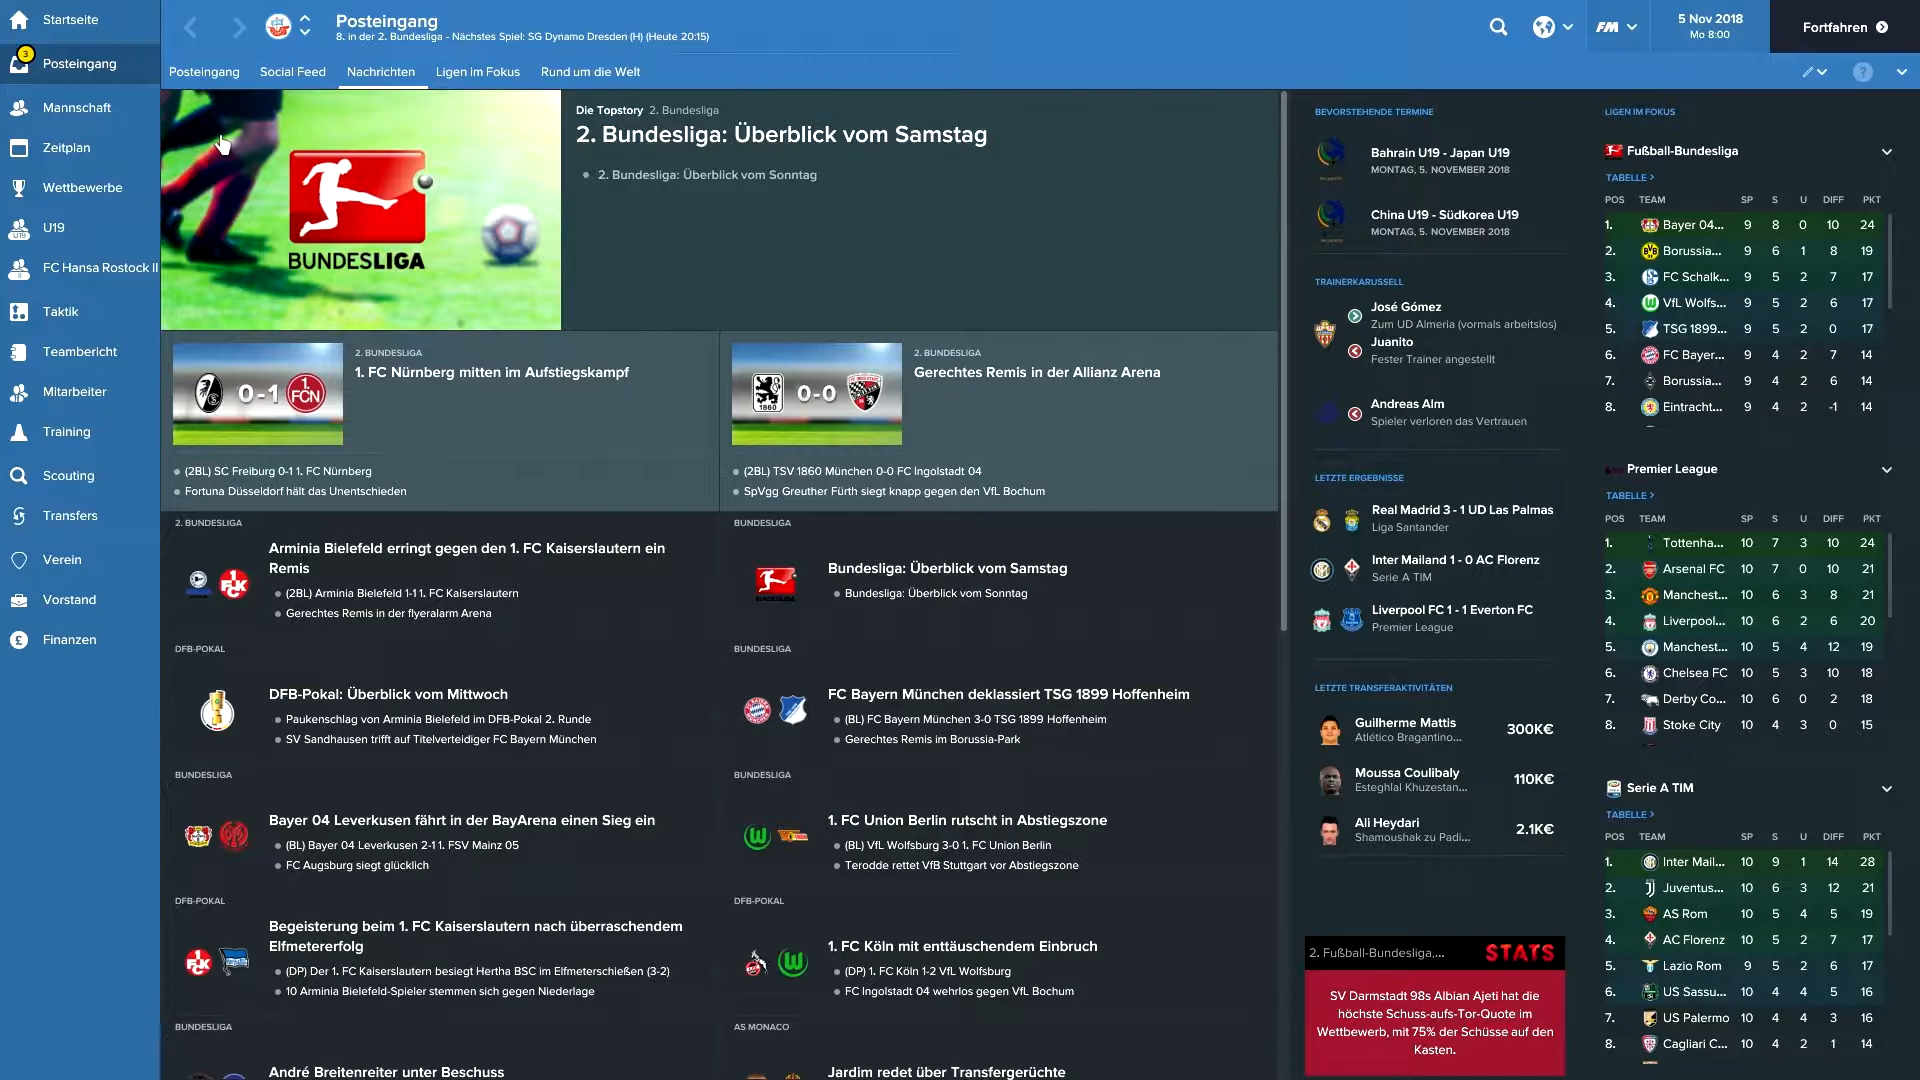 Startseite
3
Posteingang
Mannschaft
Zeitplan
Wettbewerbe
U19
U19
FC Hansa Rostock II
Taktik
Teambericht
Mitarbeiter
Training
Scouting
Transfers
Verein
Vorstand
Finanzen
Posteingang
8. in der 2. Bundesliga - Nächstes Spiel: SG Dynamo Dresden (H) (Heute 20:15)
FM
5 Nov 2018
Mo 8:00
Fortfahren
Posteingang Social Feed Nachrichten Ligen im Fokus Rund um die Welt
?
BUNDESLIGA
Die Topstory 2. Bundesliga
2. Bundesliga: Überblick vom Samstag
2. Bundesliga: Überblick vom Sonntag
0-1
2. BUNDESLIGA
1. FC Nürnberg mitten im Aufstiegskampf
(2BL) SC Freiburg 0-1 1. FC Nürnberg
Fortuna Düsseldorf hält das Unentschieden
0-0
2. BUNDESLIGA
Gerechtes Remis in der Allianz Arena
(2BL) TSV 1860 München 0-0 FC Ingolstadt 04
SpVgg Greuther Fürth siegt knapp gegen den VfL Bochum
2. BUNDESLIGA
Arminia Bielefeld erringt gegen den 1. FC Kaiserslautern ein
Remis
(2BL) Arminia Bielefeld 1-1 1. FC Kaiserslautern
Gerechtes Remis in der flyeralarm Arena
BUNDESLIGA
Bundesliga: Überblick vom Samstag
Bundesliga: Überblick vom Sonntag
DFB-POKAL
DFB-Pokal: Überblick vom Mittwoch
Paukenschlag von Arminia Bielefeld im DFB-Pokal 2. Runde
SV Sandhausen trifft auf Titelverteidiger FC Bayern München
BUNDESLIGA
FC Bayern München deklassiert TSG 1899 Hoffenheim
(BL) FC Bayern München 3-0 TSG 1899 Hoffenheim
Gerechtes Remis im Borussia-Park
BUNDESLIGA
Bayer 04 Leverkusen fährt in der BayArena einen Sieg ein
(BL) Bayer 04 Leverkusen 2-1 1. FSV Mainz 05
FC Augsburg siegt glücklich
BUNDESLIGA
1. FC Union Berlin rutscht in Abstiegszone
(BL) VfL Wolfsburg 3-0 1. FC Union Berlin
Terodde rettet VfB Stuttgart vor Abstiegszone
DFB-POKAL
Begeisterung beim 1. FC Kaiserslautern nach überraschendem
Elfmetererfolg
(DP) Der 1. FC Kaiserslautern besiegt Hertha BSC im Elfmeterschießen (3-2)
10 Arminia Bielefeld-Spieler stemmen sich gegen Niederlage
DFB-POKAL
1. FC Köln mit enttäuschendem Einbruch
(DP) 1. FC Köln 1-2 VfL Wolfsburg
FC Ingolstadt 04 wehrlos gegen VfL Bochum
BUNDESLIGA
André Breitenreiter unter Beschuss
AS MONACO
Jardim redet über Transfergerüchte
BEVORSTEHENDE TERMINE
Bahrain U19 - Japan U19
MONTAG, 5. NOVEMBER 2018
China U19 - Südkorea U19
MONTAG, 5. NOVEMBER 2018
TRAINERKARUSSELL
José Gómez
Zum UD Almeria (vormals arbeitslos)
Juanito
Fester Trainer angestellt
Andreas Alm
Spieler verloren das Vertrauen
LETZTE ERGEBNISSE
Real Madrid 3 - 1 UD Las Palmas
Liga Santander
Inter Mailand 1 - 0 AC Florenz
Serie A TIM
Liverpool FC 1 - 1 Everton FC
Premier League
LETZTE TRANSFERAKTIVITÄTEN
Guilherme Mattis 300K€
Atlético Bragantino...
Moussa Coulibaly 110K€
Esteghlal Khuzestan...
Ali Heydari 2.1K€
Shamoushak zu Padi...
2. Fußball-Bundesliga,... STATS
SV Darmstadt 98s Albian Ajeti hat die
höchste Schuss-aufs-Tor-Quote im
Wettbewerb, mit 75% der Schüsse auf den
Kasten.
LIGEN IM FOKUS
Fußball-Bundesliga
TABELLE >
POS TEAM SP S U DIFF PKT
1. Bayer 04... 9 8 0 10 24
2. Borussia... 9 6 1 8 19
3. FC Schalk... 9 5 2 7 17
4. VfL Wolfs... 9 5 2 6 17
5. TSG 1899... 9 5 2 0 17
6. FC Bayer... 9 4 2 7 14
7. Borussia... 9 4 2 6 14
8. Eintracht... 9 4 2 -1 14
Premier League
TABELLE >
POS TEAM SP S U DIFF PKT
1. Tottenha... 10 7 3 10 24
2. Arsenal FC 10 7 0 10 21
3. Manchest... 10 6 3 8 21
4. Liverpool... 10 6 2 6 20
5. Manchest... 10 5 4 12 19
6. Chelsea FC 10 5 3 10 18
7. Derby Co... 10 6 0 2 18
8. Stoke City 10 4 3 0 15
Serie A TIM
TABELLE >
POS TEAM SP S U DIFF PKT
1. Inter Mail... 10 9 1 14 28
2. Juventus... 10 6 3 12 21
3. AS Rom 10 5 4 5 19
4. AC Florenz 10 5 2 7 17
5. Lazio Rom 9 5 2 6 17
6. US Sassu... 10 4 4 5 16
7. US Palermo 10 4 4 3 16
8. Cagliari C... 10 4 2 1 14